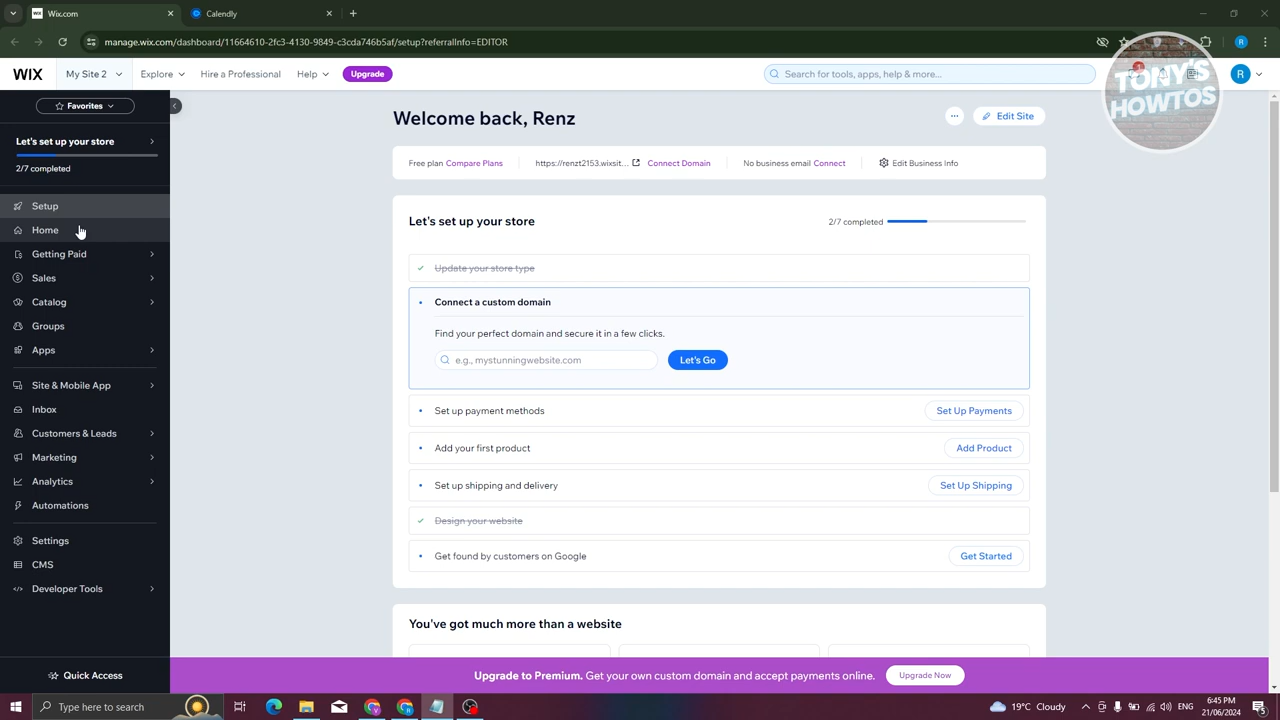 Wix.com
Calendly
manage.wix.com/dashboard/11664610-2fc3-4130-9849-c3cda746b5af/setup?referralInfo=EDITOR
WIX
My Site 2
Explore
Hire a Professional
Help
Upgrade
Search for tools, apps, help & more...
1
R
TONY'S
HOWTOS
Favorites
Let's set up your store
2/7 completed
Setup
Home
Getting Paid
Sales
Catalog
Groups
Apps
Site & Mobile App
Inbox
Customers & Leads
Marketing
Analytics
Automations
Settings
CMS
Developer Tools
Quick Access
Welcome back, Renz
Edit Site
Free plan Compare Plans
https://renzt2153.wixsit... Connect Domain
No business email Connect
Edit Business Info
Let's set up your store
2/7 completed
Update your store type
Connect a custom domain
Find your perfect domain and secure it in a few clicks.
e.g., mystunningwebsite.com
Let's Go
Set up payment methods
Set Up Payments
Add your first product
Add Product
Set up shipping and delivery
Set Up Shipping
Design your website
Get found by customers on Google
Get Started
You've got much more than a website
Upgrade to Premium. Get your own custom domain and accept payments online.
Upgrade Now
Type here to search
19°C Cloudy
6:45 PM
21/06/2024